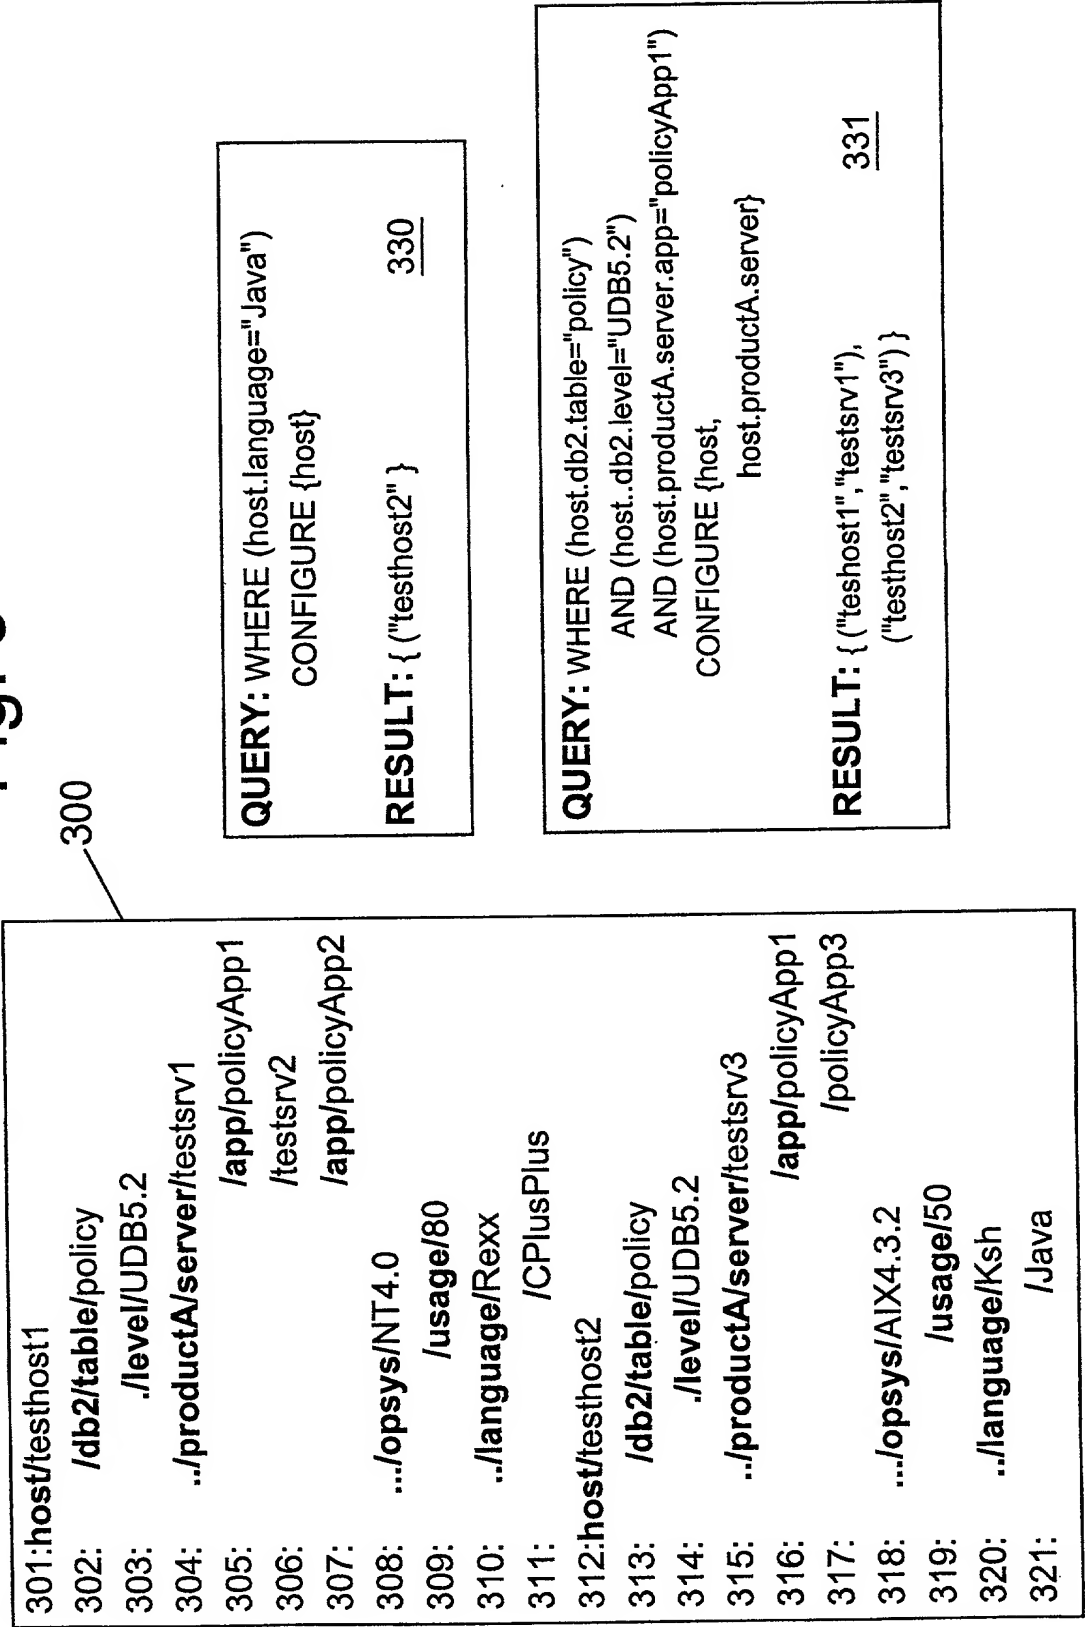 300
301:host/testhost1
302: /db2/table/policy
303: ./level/UDB5.2
304: ../productA/server/testsrv1
305: /app/policyApp1
306: /testsrv2
307: /app/policyApp2
308: .../opsys/NT4.0
309: /usage/80
310: ../language/Rexx
311: /CPlusPlus
312:host/testhost2
313: /db2/table/policy
314: ./level/UDB5.2
315: ../productA/server/testsrv3
316: /app/policyApp1
317: /policyApp3
318: .../opsys/AIX4.3.2
319: /usage/50
320: ../language/Ksh
321: /Java
QUERY: WHERE (host.language="Java")
CONFIGURE {host}
RESULT: { ("testhost2" }
330
QUERY: WHERE (host.db2.table="policy")
AND (host..db2.level="UDB5.2")
AND (host.productA.server.app="policyApp1")
CONFIGURE {host,
host.productA.server}
RESULT: { ("teshost1","testsrv1"),
("testhost2","testsrv3") }
331